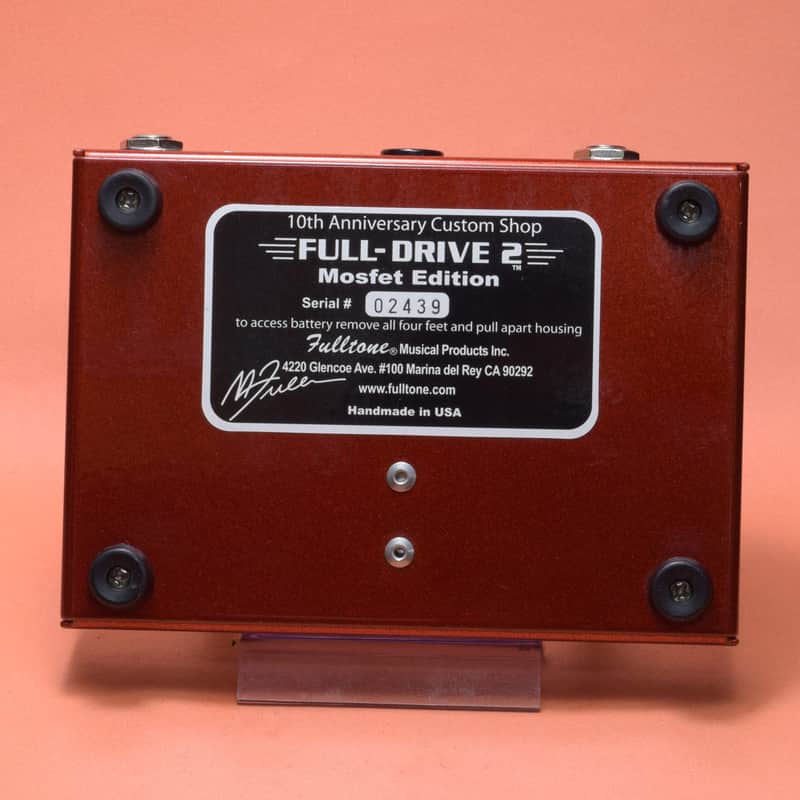 10th Anniversary Custom Shop
FULL-DRIVE 2™
Mosfet Edition
Serial # 02439
to access battery remove all four feet and pull apart housing
Fulltone® Musical Products Inc.
4220 Glencoe Ave. #100 Marina del Rey CA 90292
M Fuller
www.fulltone.com
Handmade in USA